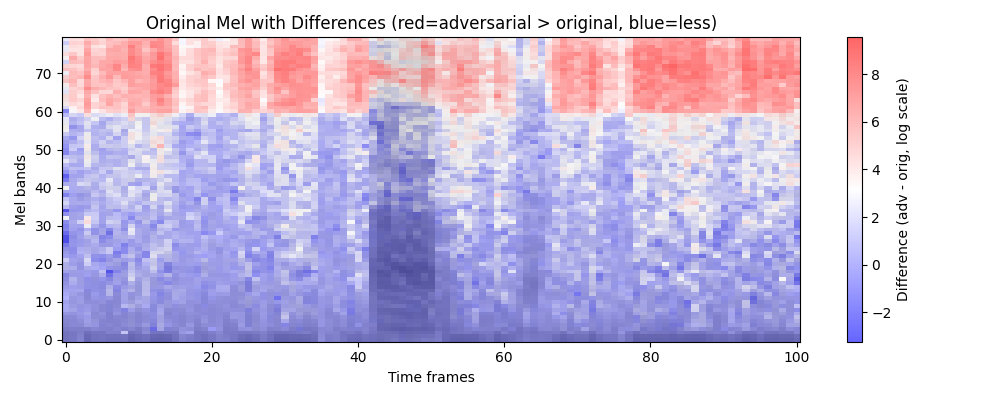 Original Mel with Differences (red=adversarial > original, blue=less)
Mel bands
70
60
50
40
30
20
10
0
0 20 40 60 80 100
Time frames
8
6
4
2
0
−2
Difference (adv - orig, log scale)